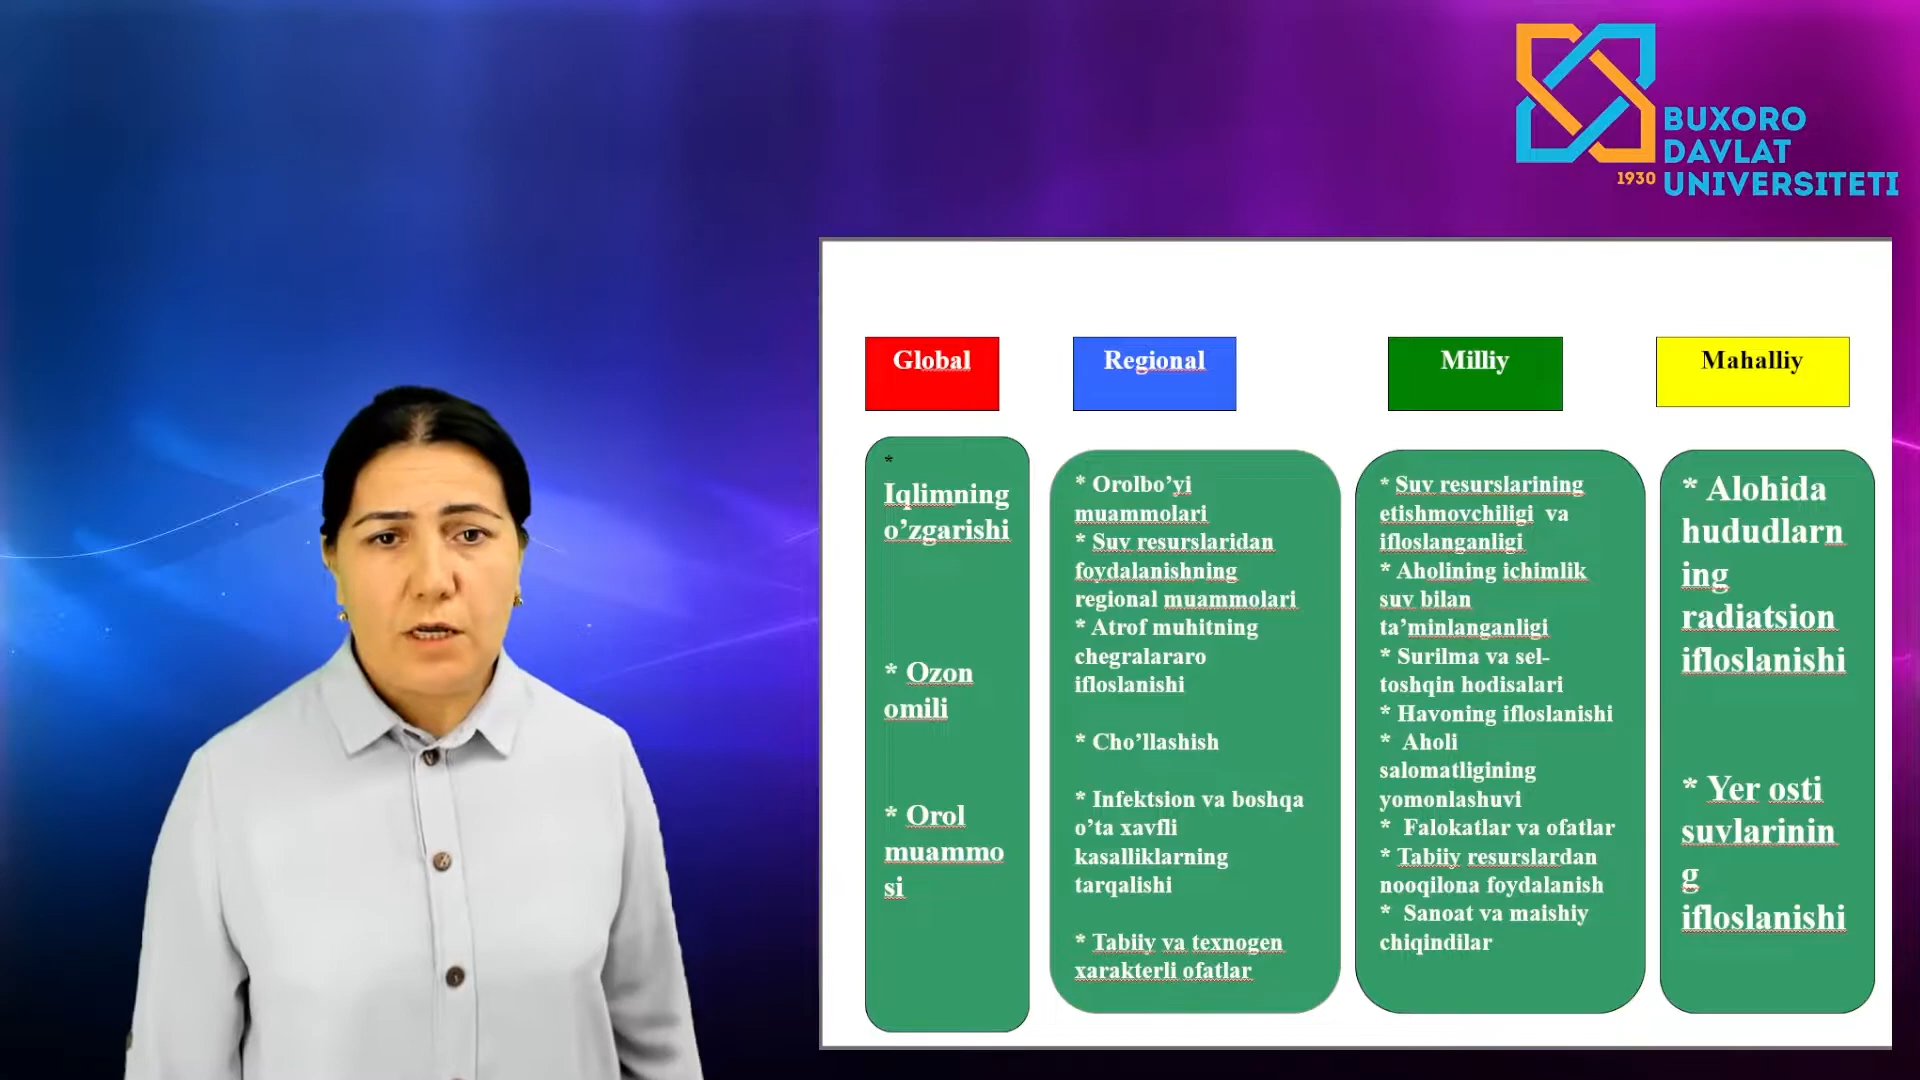 BUXORO
DAVLAT
1930 UNIVERSITETI
Global
Regional
Milliy
Mahalliy
*
Iqlimning
o’zgarishi
* Ozon
omili
* Orol
muammo
si
* Orolbo’yi
muammolari
* Suv resurslaridan
foydalanishning
regional muammolari
* Atrof muhitning
chegralararo
ifloslanishi
* Cho’llashish
* Infektsion va boshqa
o’ta xavfli
kasalliklarning
tarqalishi
* Tabiiy va texnogen
xarakterli ofatlar
* Suv resurslarining
etishmovchiligi va
ifloslanganligi
* Aholining ichimlik
suv bilan
ta’minlanganligi
* Surilma va sel-
toshqin hodisalari
* Havoning ifloslanishi
* Aholi
salomatligining
yomonlashuvi
* Falokatlar va ofatlar
* Tabiiy resurslardan
nooqilona foydalanish
* Sanoat va maishiy
chiqindilar
* Alohida
hududlarn
ing
radiatsion
ifloslanishi
* Yer osti
suvlarinin
g
ifloslanishi